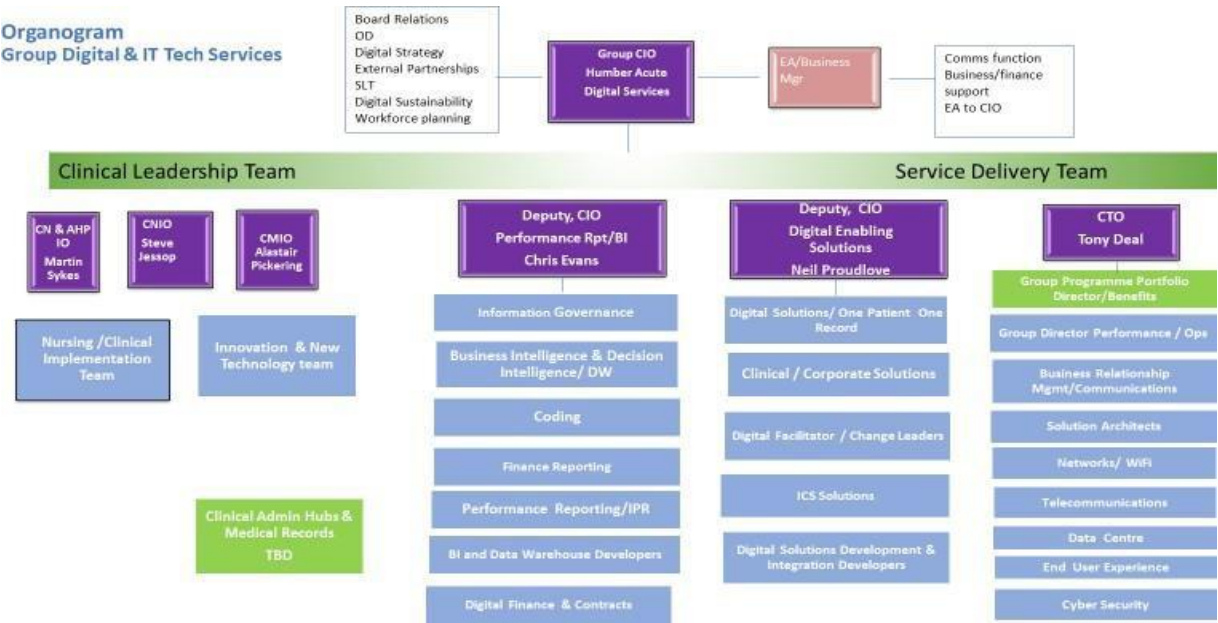 Organogram
Group Digital & IT Tech Services
Board Relations
OD
Digital Strategy
External Partnerships
SLT
Digital Sustainability
Workforce planning
Group CIO
Humber Acute
Digital Services
EA/Business
Mgr
Comms function
Business/finance
support
EA to CIO
Clinical Leadership Team
Service Delivery Team
CN & AHP
IO
Martin
Sykes
CNIO
Steve
Jessop
CMIO
Alastair
Pickering
Nursing /Clinical
Implementation
Team
Innovation & New
Technology team
Clinical Admin Hubs &
Medical Records
TBD
Deputy, CIO
Performance Rpt/BI
Chris Evans
Information Governance
Business Intelligence & Decision
Intelligence/ DW
Coding
Finance Reporting
Performance Reporting/IPR
BI and Data Warehouse Developers
Digital Finance & Contracts
Deputy, CIO
Digital Enabling
Solutions
Neil Proudlove
Digital Solutions/ One Patient One
Record
Clinical / Corporate Solutions
Digital Facilitator / Change Leaders
ICS Solutions
Digital Solutions Development &
Integration Developers
CTO
Tony Deal
Group Programme Portfolio
Director/Benefits
Group Director Performance / Ops
Business Relationship
Mgmt/Communications
Solution Architects
Networks/ WiFi
Telecommunications
Data Centre
End User Experience
Cyber Security